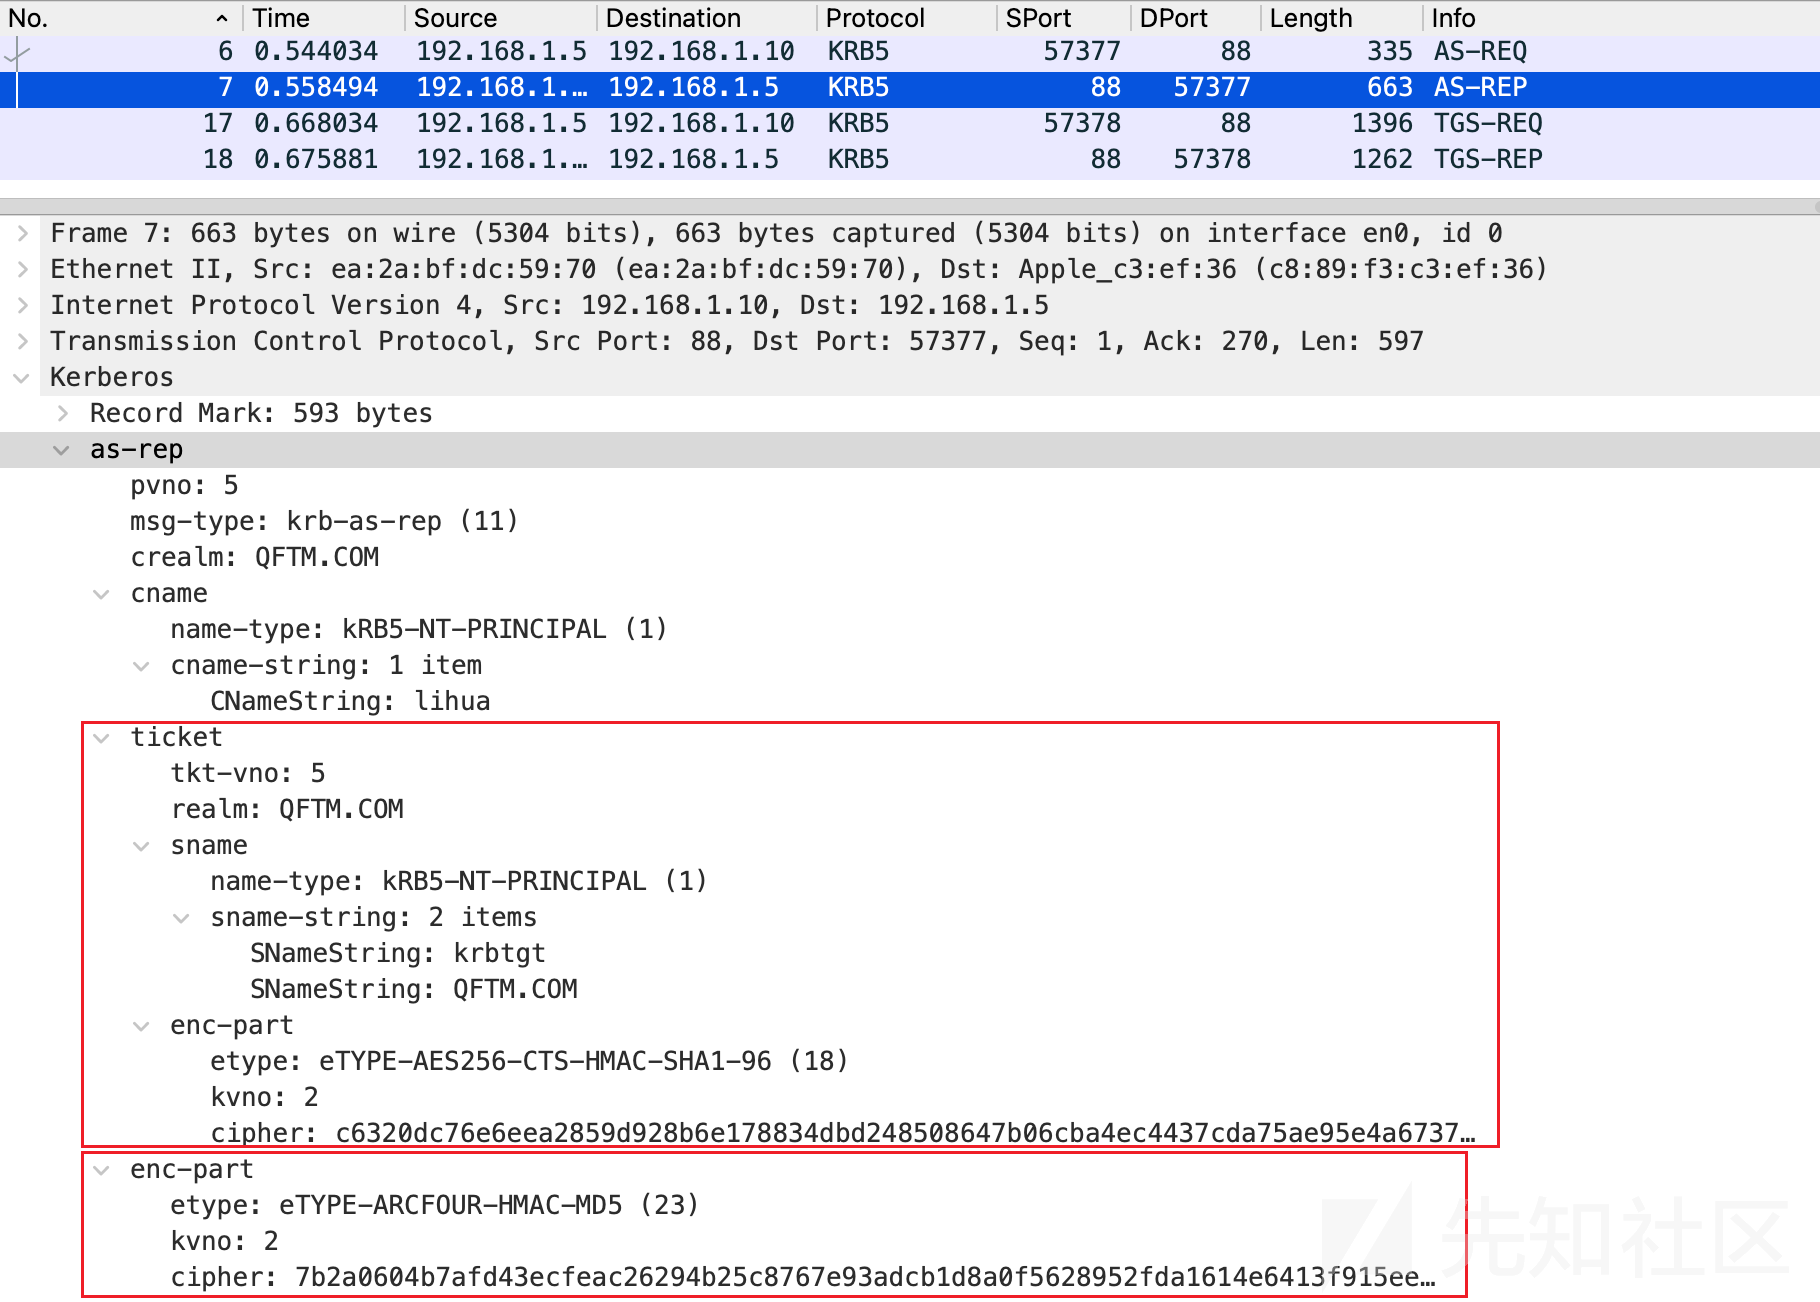 No. Time Source Destination Protocol SPort DPort Length Info
6 0.544034 192.168.1.5 192.168.1.10 KRB5 57377 88 335 AS-REQ
7 0.558494 192.168.1.… 192.168.1.5 KRB5 88 57377 663 AS-REP
17 0.668034 192.168.1.5 192.168.1.10 KRB5 57378 88 1396 TGS-REQ
18 0.675881 192.168.1.… 192.168.1.5 KRB5 88 57378 1262 TGS-REP
Frame 7: 663 bytes on wire (5304 bits), 663 bytes captured (5304 bits) on interface en0, id 0
Ethernet II, Src: ea:2a:bf:dc:59:70 (ea:2a:bf:dc:59:70), Dst: Apple_c3:ef:36 (c8:89:f3:c3:ef:36)
Internet Protocol Version 4, Src: 192.168.1.10, Dst: 192.168.1.5
Transmission Control Protocol, Src Port: 88, Dst Port: 57377, Seq: 1, Ack: 270, Len: 597
Kerberos
Record Mark: 593 bytes
as-rep
pvno: 5
msg-type: krb-as-rep (11)
crealm: QFTM.COM
cname
name-type: kRB5-NT-PRINCIPAL (1)
cname-string: 1 item
CNameString: lihua
ticket
tkt-vno: 5
realm: QFTM.COM
sname
name-type: kRB5-NT-PRINCIPAL (1)
sname-string: 2 items
SNameString: krbtgt
SNameString: QFTM.COM
enc-part
etype: eTYPE-AES256-CTS-HMAC-SHA1-96 (18)
kvno: 2
cipher: c6320dc76e6eea2859d928b6e178834dbd248508647b06cba4ec4437cda75ae95e4a6737…
enc-part
etype: eTYPE-ARCFOUR-HMAC-MD5 (23)
kvno: 2
cipher: 7b2a0604b7afd43ecfeac26294b25c8767e93adcb1d8a0f5628952fda1614e6413f915ee…
先知社区